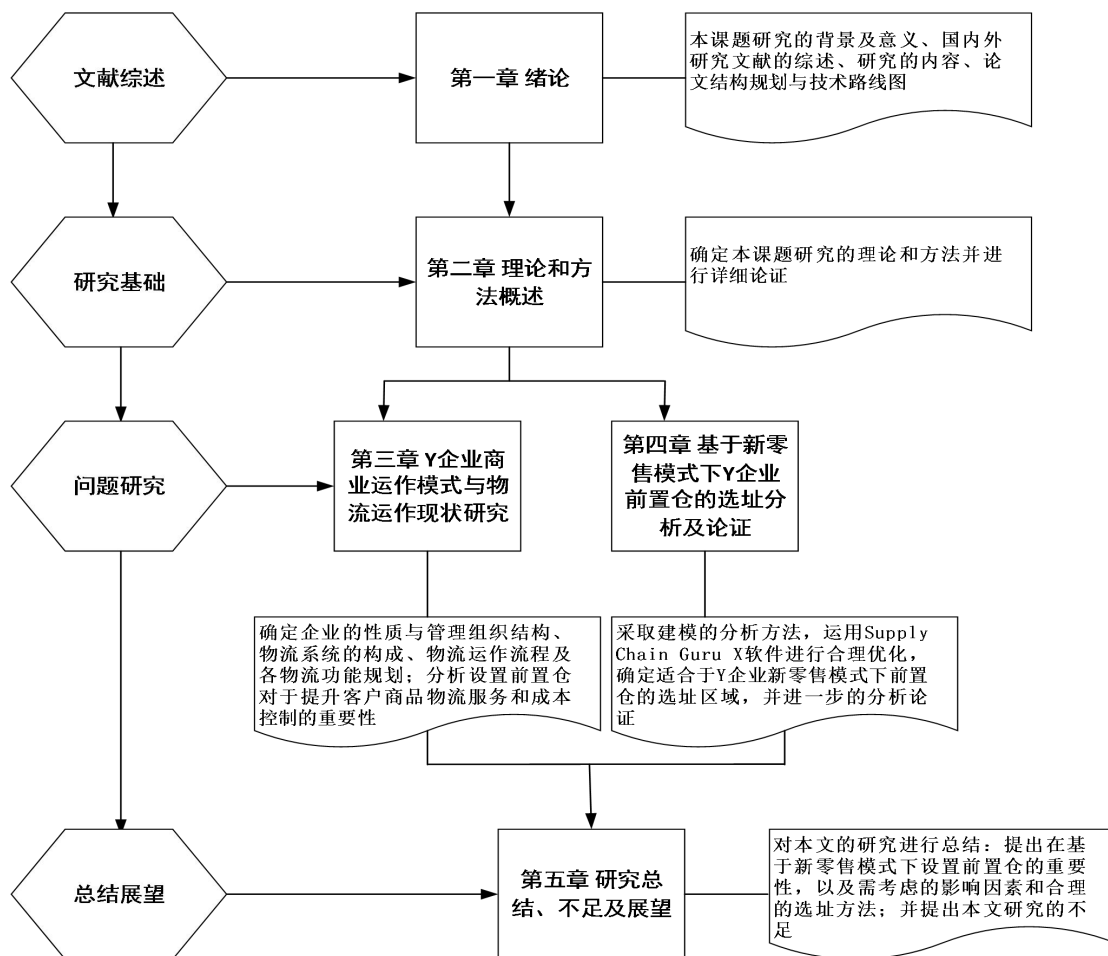 文献综述
第一章 绪论
本课题研究的背景及意义、国内外
研究文献的综述、研究的内容、论
文结构规划与技术路线图
研究基础
第二章 理论和方
法概述
确定本课题研究的理论和方法并进
行详细论证
问题研究
第三章 Y企业商
业运作模式与物
流运作现状研究
第四章 基于新零
售模式下Y企业
前置仓的选址分
析及论证
确定企业的性质与管理组织结构、
物流系统的构成、物流运作流程及
各物流功能规划；分析设置前置仓
对于提升客户商品物流服务和成本
控制的重要性
采取建模的分析方法，运用Supply
Chain Guru X软件进行合理优化，
确定适合于Y企业新零售模式下前置
仓的选址区域，并进一步的分析论
证
总结展望
第五章 研究总
结、不足及展望
对本文的研究进行总结：提出在基
于新零售模式下设置前置仓的重要
性，以及需考虑的影响因素和合理
的选址方法；并提出本文研究的不
足